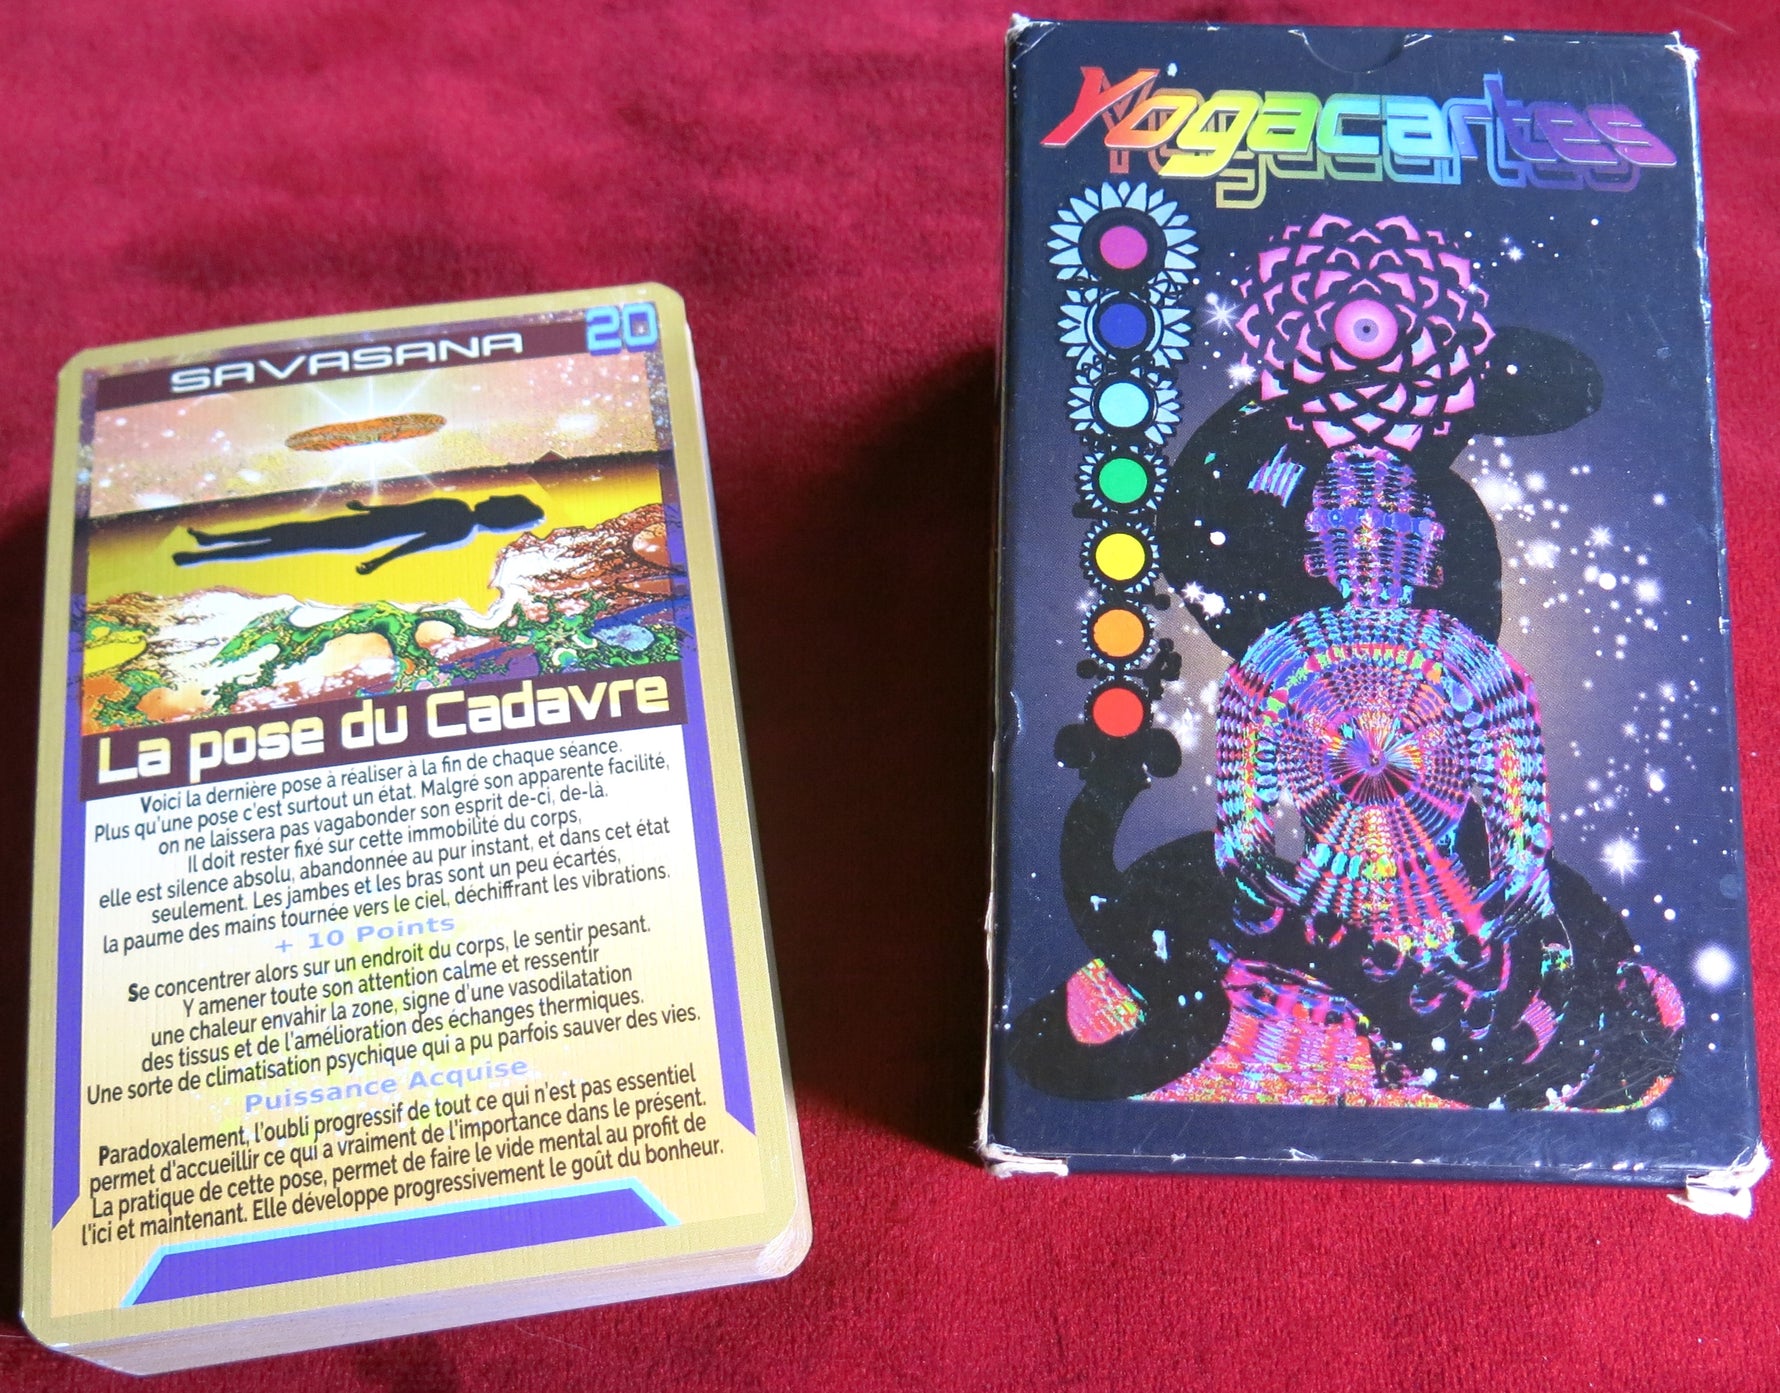 SAVASANA
20
La pose du Cadavre
Voici la dernière pose à réaliser à la fin de chaque séance.
Plus qu'une pose c'est surtout un état. Malgré son apparente facilité,
on ne laissera pas vagabonder son esprit de-ci, de-là.
Il doit rester fixé sur cette immobilité du corps,
elle est silence absolu, abandonnée au pur instant, et dans cet état
seulement. Les jambes et les bras sont un peu écartés,
la paume des mains tournée vers le ciel, déchiffrant les vibrations.
+ 10 Points
Se concentrer alors sur un endroit du corps, le sentir pesant.
Y amener toute son attention calme et ressentir
une chaleur envahir la zone, signe d'une vasodilatation
des tissus et de l'amélioration des échanges thermiques.
Une sorte de climatisation psychique qui a pu parfois sauver des vies.
Puissance Acquise
Paradoxalement, l'oubli progressif de tout ce qui n'est pas essentiel
permet d'accueillir ce qui a vraiment de l'importance dans le présent.
La pratique de cette pose, permet de faire le vide mental au profit de
l'ici et maintenant. Elle développe progressivement le goût du bonheur.
Yogacartes